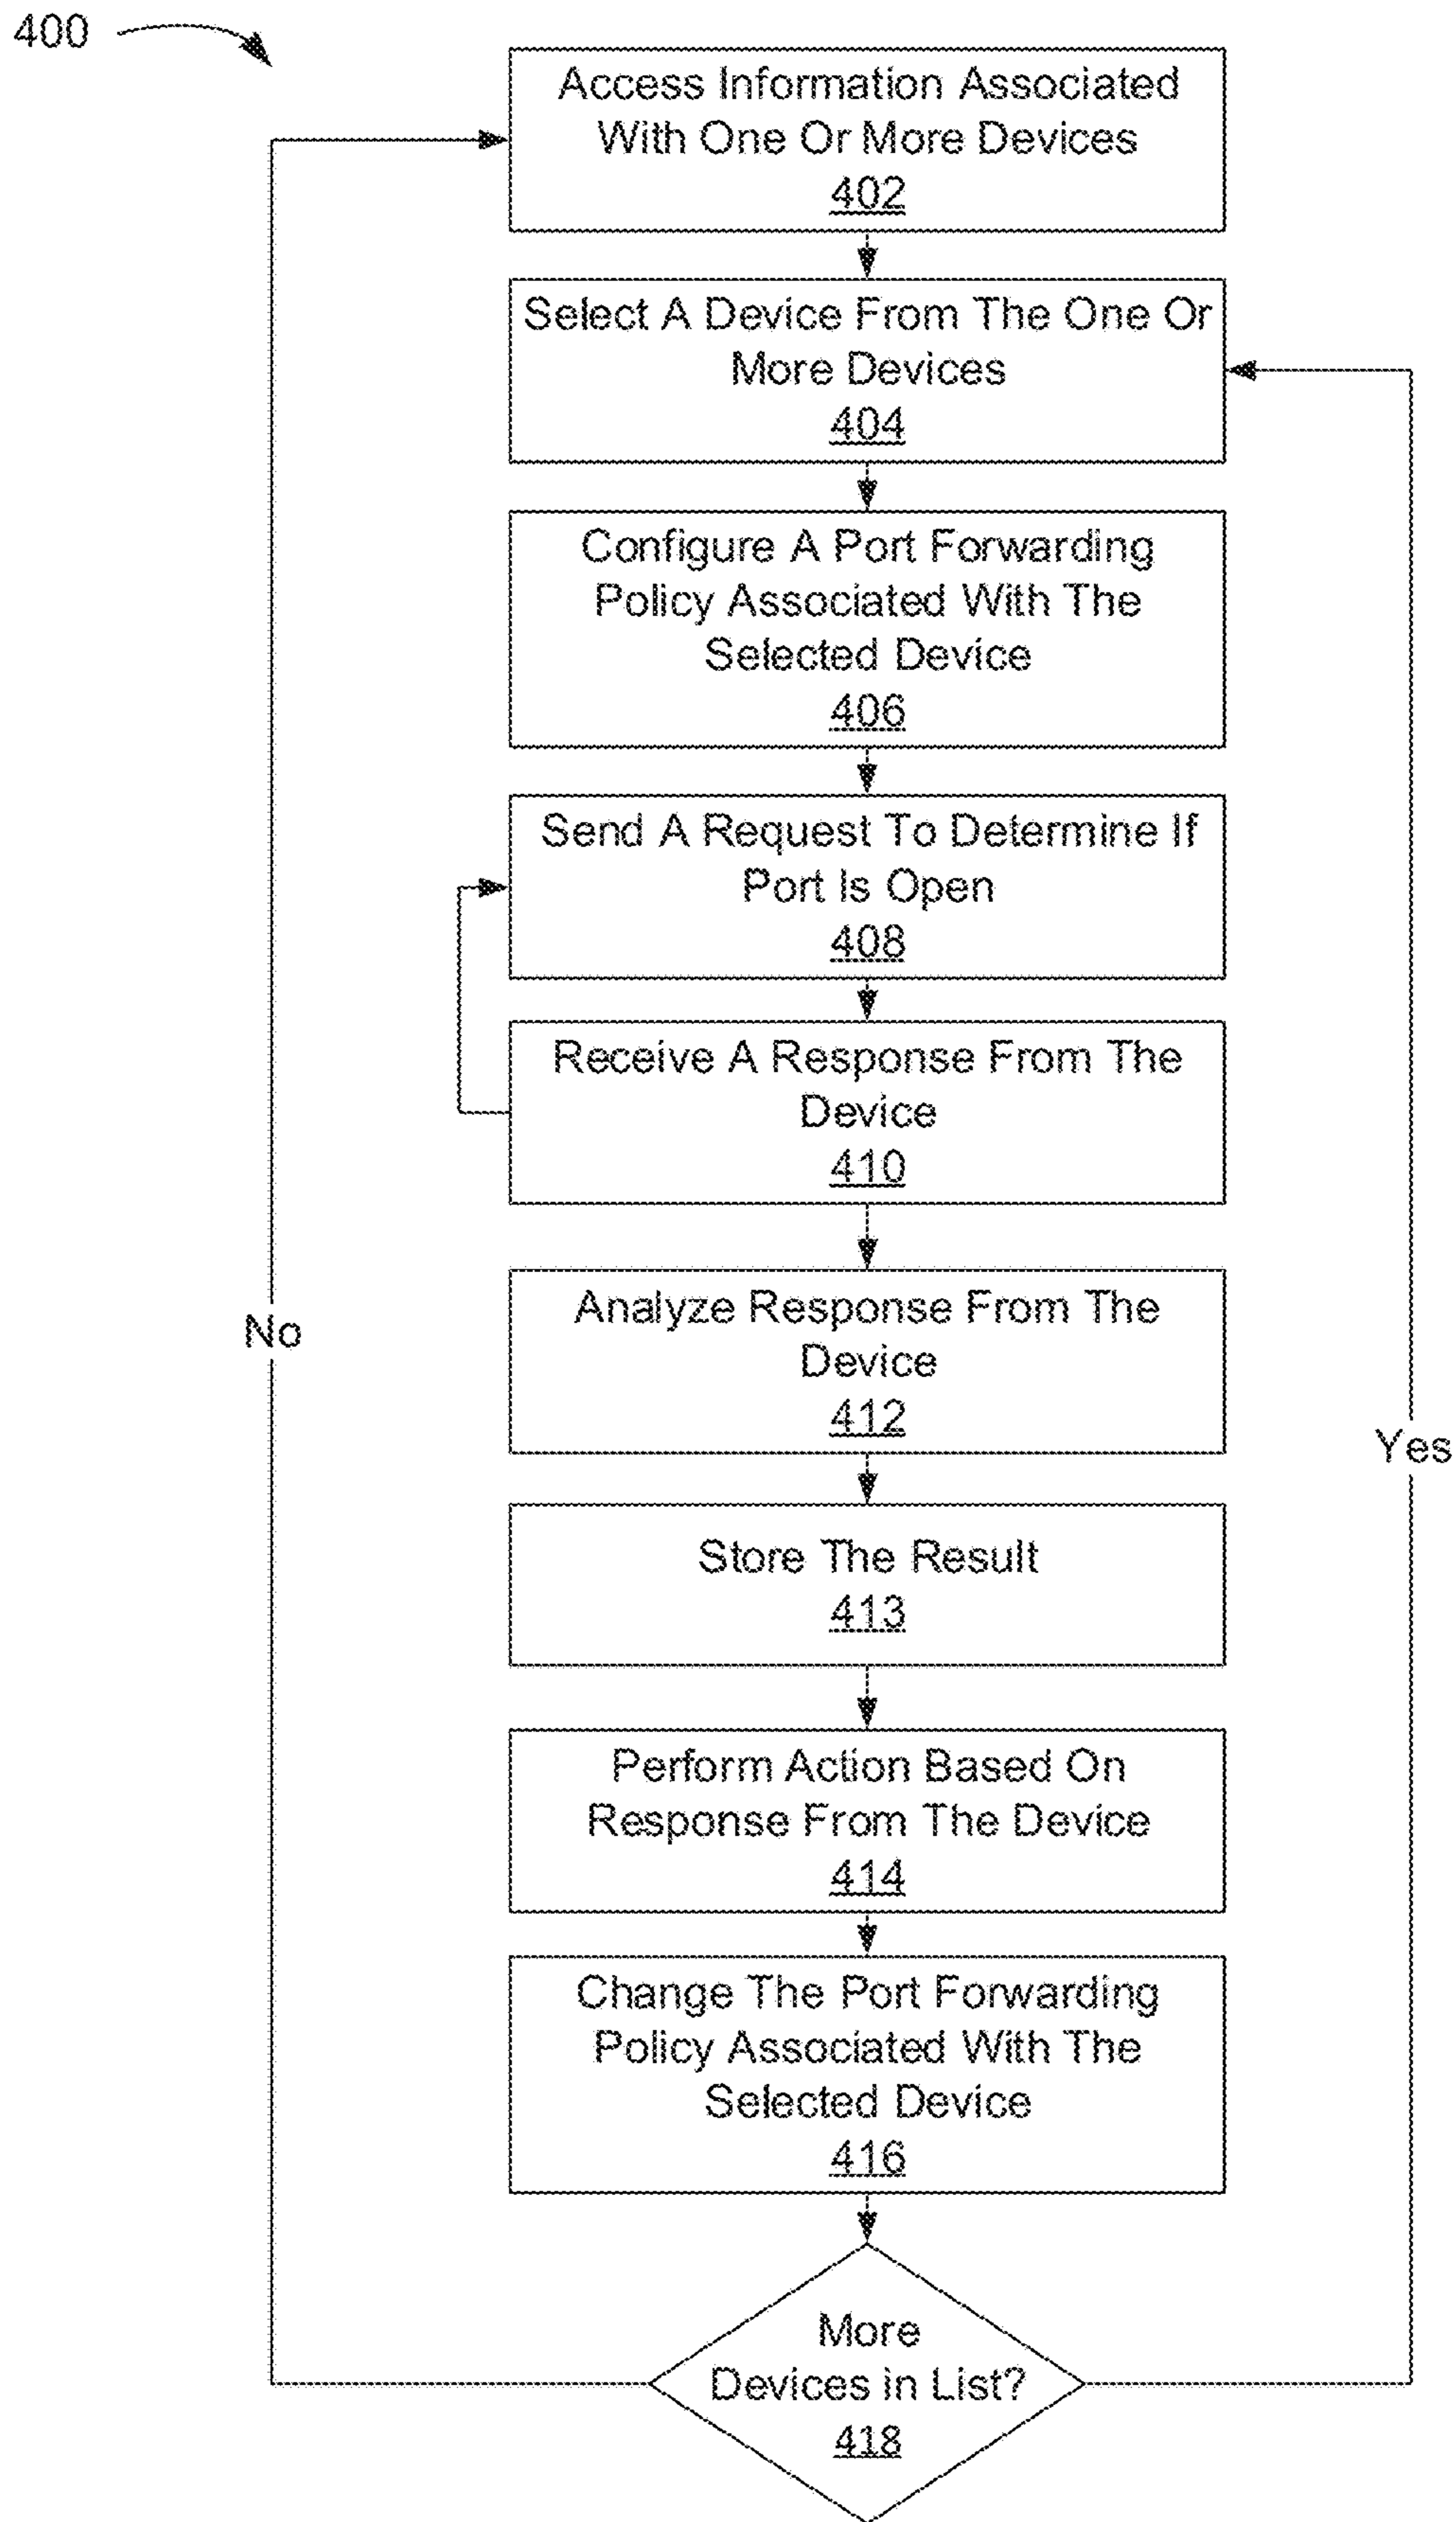 400
Access Information Associated
With One Or More Devices
402
Select A Device From The One Or
More Devices
404
Configure A Port Forwarding
Policy Associated With The
Selected Device
406
Send A Request To Determine If
Port Is Open
408
Receive A Response From The
Device
410
Analyze Response From The
Device
412
No
Yes
Store The Result
413
Perform Action Based On
Response From The Device
414
Change The Port Forwarding
Policy Associated With The
Selected Device
416
More
Devices in List?
418